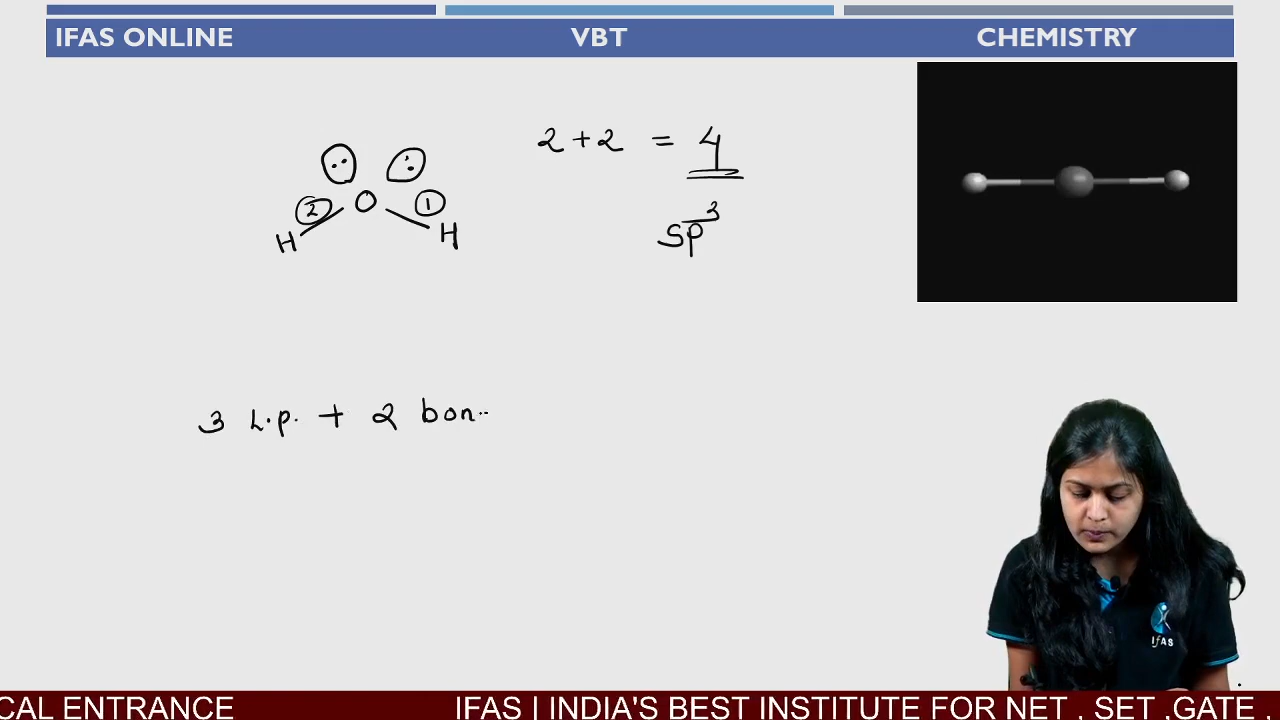 IFAS ONLINE VBT CHEMISTRY
2 + 2 = 4
O
2 1
H H
sp³
3 L.p. + 2 bon
IFAS
CAL ENTRANCE IFAS | INDIA'S BEST INSTITUTE FOR NET , SET ,GATE ,